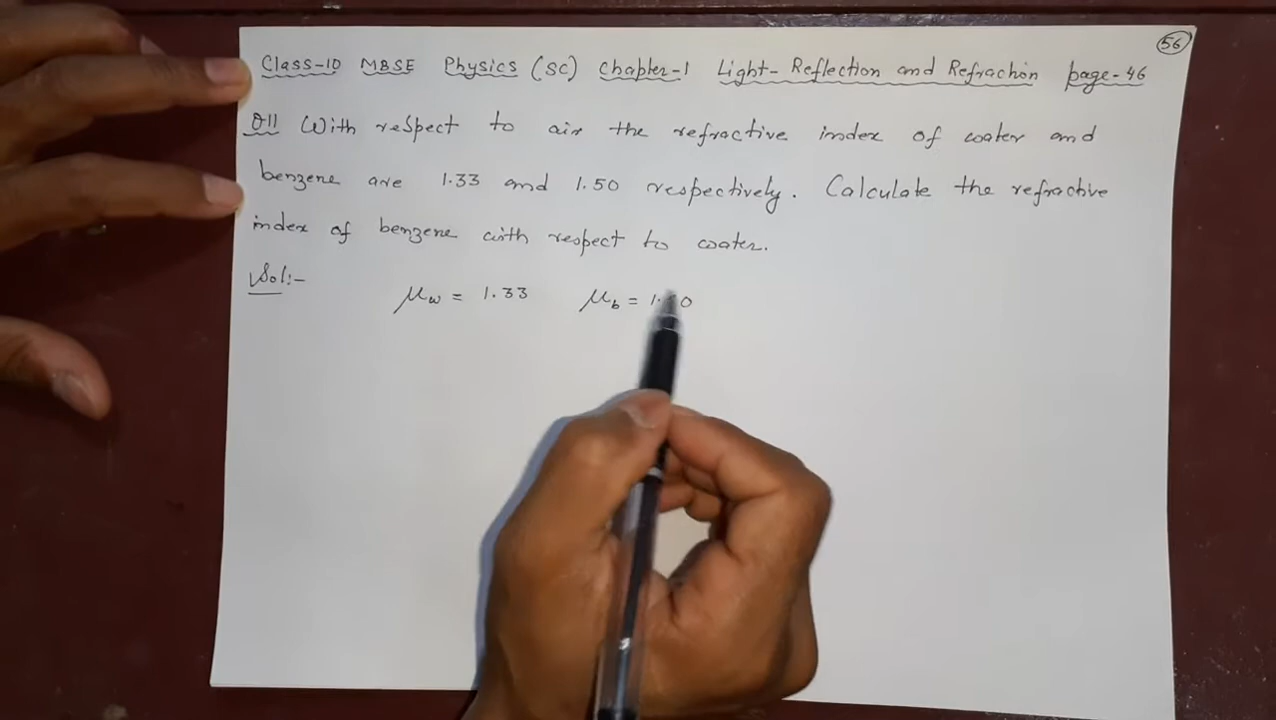 56
Class-10 MBSE Physics (SC) Chapter-1 Light-Reflection and Refraction page-46
Q11 With respect to air the refractive index of water and
benzene are 1.33 and 1.50 respectively. Calculate the refractive
index of benzene with respect to water.
Sol:-
μw = 1.33 μb = 1.50